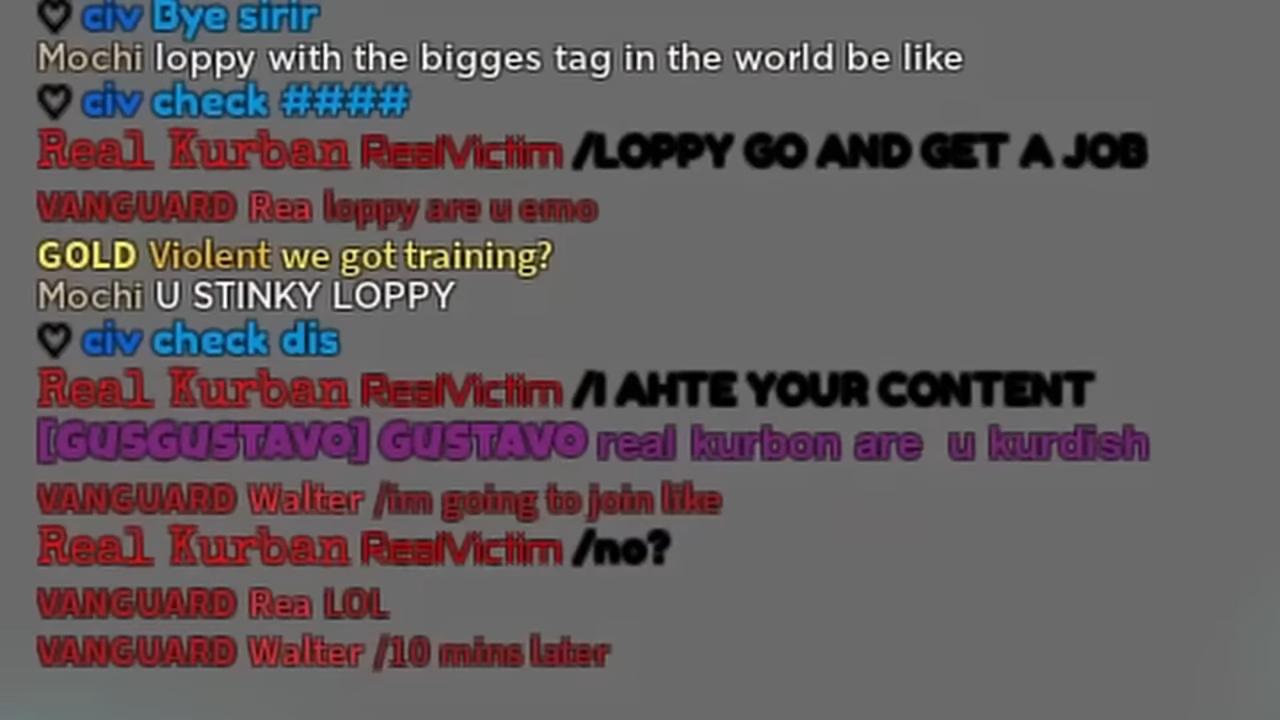 ♡ civ Bye sirir
Mochi loppy with the bigges tag in the world be like
♡ civ check ####
Real Kurban RealVictim /LOPPY GO AND GET A JOB
VANGUARD Rea loppy are u emo
GOLD Violent we got training?
Mochi U STINKY LOPPY
♡ civ check dis
Real Kurban RealVictim /I AHTE YOUR CONTENT
[GUSGUSTAVO] GUSTAVO real kurbon are u kurdish
VANGUARD Walter /im going to join like
Real Kurban RealVictim /no?
VANGUARD Rea LOL
VANGUARD Walter /10 mins later